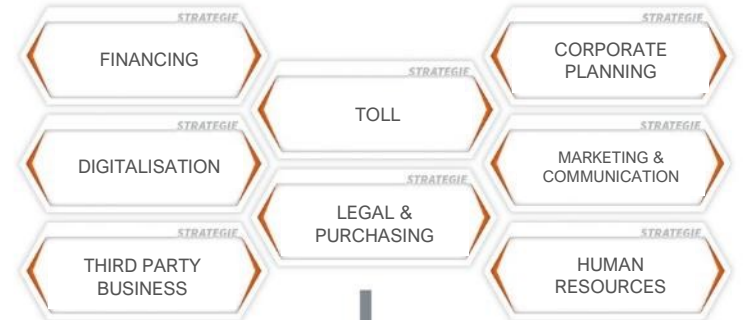 STRATEGIE
FINANCING
STRATEGIE
CORPORATE
PLANNING
STRATEGIE
TOLL
STRATEGIE
DIGITALISATION
STRATEGIE
MARKETING &
COMMUNICATION
STRATEGIE
LEGAL &
PURCHASING
STRATEGIE
THIRD PARTY
BUSINESS
STRATEGIE
HUMAN
RESOURCES